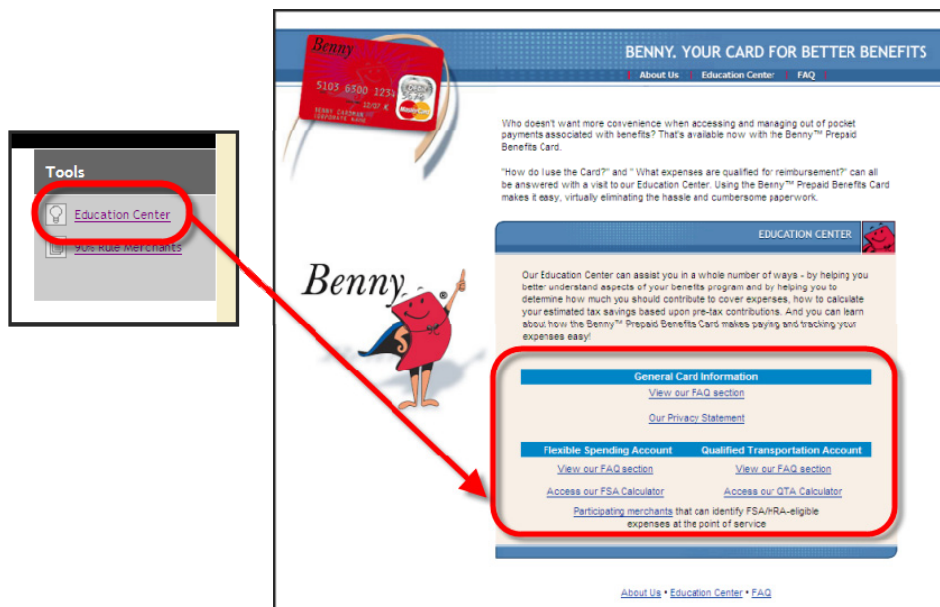 Tools
Education Center
90% Rule Merchants
Benny
5103 6300 1234
12/07
BENNY CARDMAN
CORPORATE NAME
MasterCard
BENNY. YOUR CARD FOR BETTER BENEFITS
About Us Education Center FAQ
Who doesn't want more convenience when accessing and managing out of pocket
payments associated with benefits? That's available now with the Benny™ Prepaid
Benefits Card.
"How do I use the Card?" and " What expenses are qualified for reimbursement?" can all
be answered with a visit to our Education Center. Using the Benny™ Prepaid Benefits Card
makes it easy, virtually eliminating the hassle and cumbersome paperwork.
EDUCATION CENTER
Benny
®
Our Education Center can assist you in a whole number of ways - by helping you
better understand aspects of your benefits program and by helping you to
determine how much you should contribute to cover expenses, how to calculate
your estimated tax savings based upon pre-tax contributions. And you can learn
about how the Benny™ Prepaid Benefits Card makes paying and tracking your
expenses easy!
General Card Information
View our FAQ section
Our Privacy Statement
Flexible Spending Account Qualified Transportation Account
View our FAQ section View our FAQ section
Access our FSA Calculator Access our QTA Calculator
Participating merchants that can identify FSA/HRA-eligible
expenses at the point of service
About Us • Education Center • FAQ